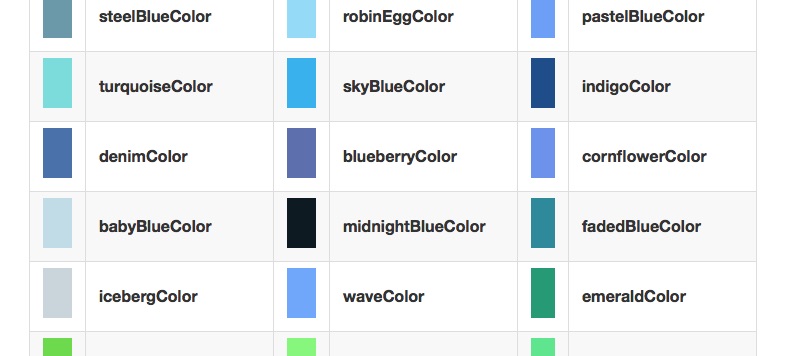 steelBlueColor robinEggColor pastelBlueColor
turquoiseColor skyBlueColor indigoColor
denimColor blueberryColor cornflowerColor
babyBlueColor midnightBlueColor fadedBlueColor
icebergColor waveColor emeraldColor